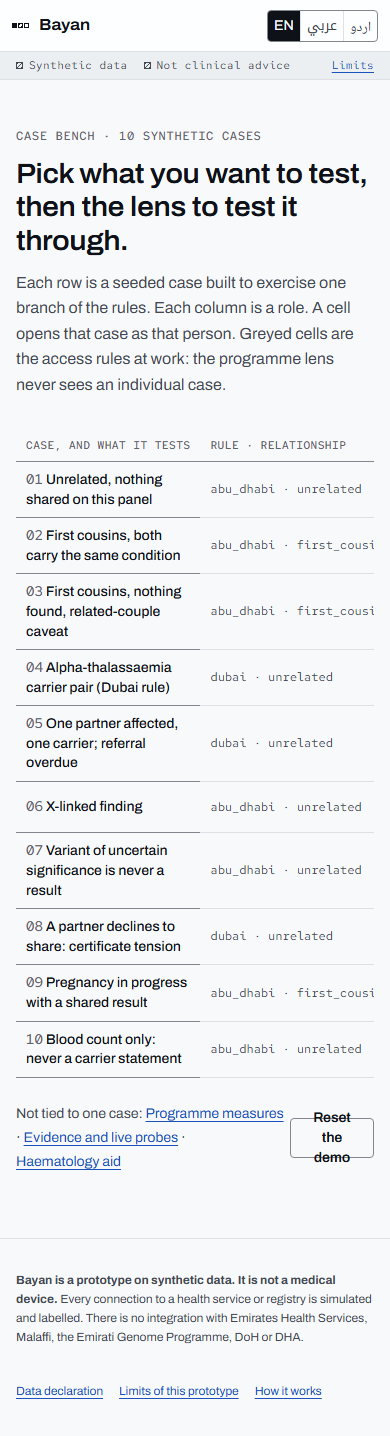 Bayan
EN عربي اردو
Synthetic data Not clinical advice Limits
CASE BENCH · 10 SYNTHETIC CASES
Pick what you want to test,
then the lens to test it
through.
Each row is a seeded case built to exercise one
branch of the rules. Each column is a role. A cell
opens that case as that person. Greyed cells are
the access rules at work: the programme lens
never sees an individual case.
CASE, AND WHAT IT TESTS RULE · RELATIONSHIP
01 Unrelated, nothing
shared on this panel
abu_dhabi · unrelated
02 First cousins, both
carry the same condition
abu_dhabi · first_cousi
03 First cousins, nothing
found, related-couple
caveat
abu_dhabi · first_cousi
04 Alpha-thalassaemia
carrier pair (Dubai rule)
dubai · unrelated
05 One partner affected,
one carrier; referral
overdue
dubai · unrelated
06 X-linked finding
abu_dhabi · unrelated
07 Variant of uncertain
significance is never a
result
abu_dhabi · unrelated
08 A partner declines to
share: certificate tension
dubai · unrelated
09 Pregnancy in progress
with a shared result
abu_dhabi · first_cousi
10 Blood count only:
never a carrier statement
abu_dhabi · unrelated
Not tied to one case: Programme measures
· Evidence and live probes ·
Haematology aid
Reset
the
demo
Bayan is a prototype on synthetic data. It is not a medical
device. Every connection to a health service or registry is simulated
and labelled. There is no integration with Emirates Health Services,
Malaffi, the Emirati Genome Programme, DoH or DHA.
Data declaration Limits of this prototype How it works